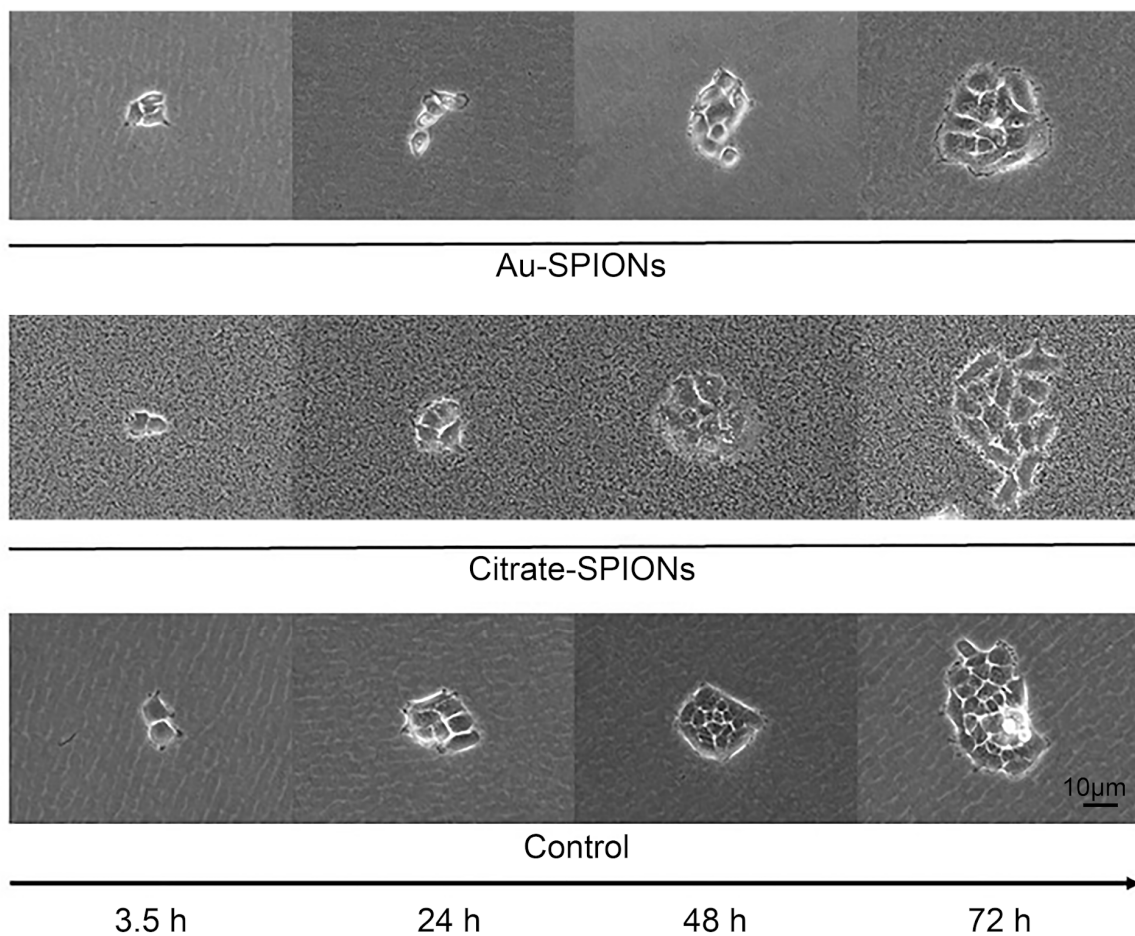 Au-SPIONs
Citrate-SPIONs
10µm
Control
3.5 h 24 h 48 h 72 h